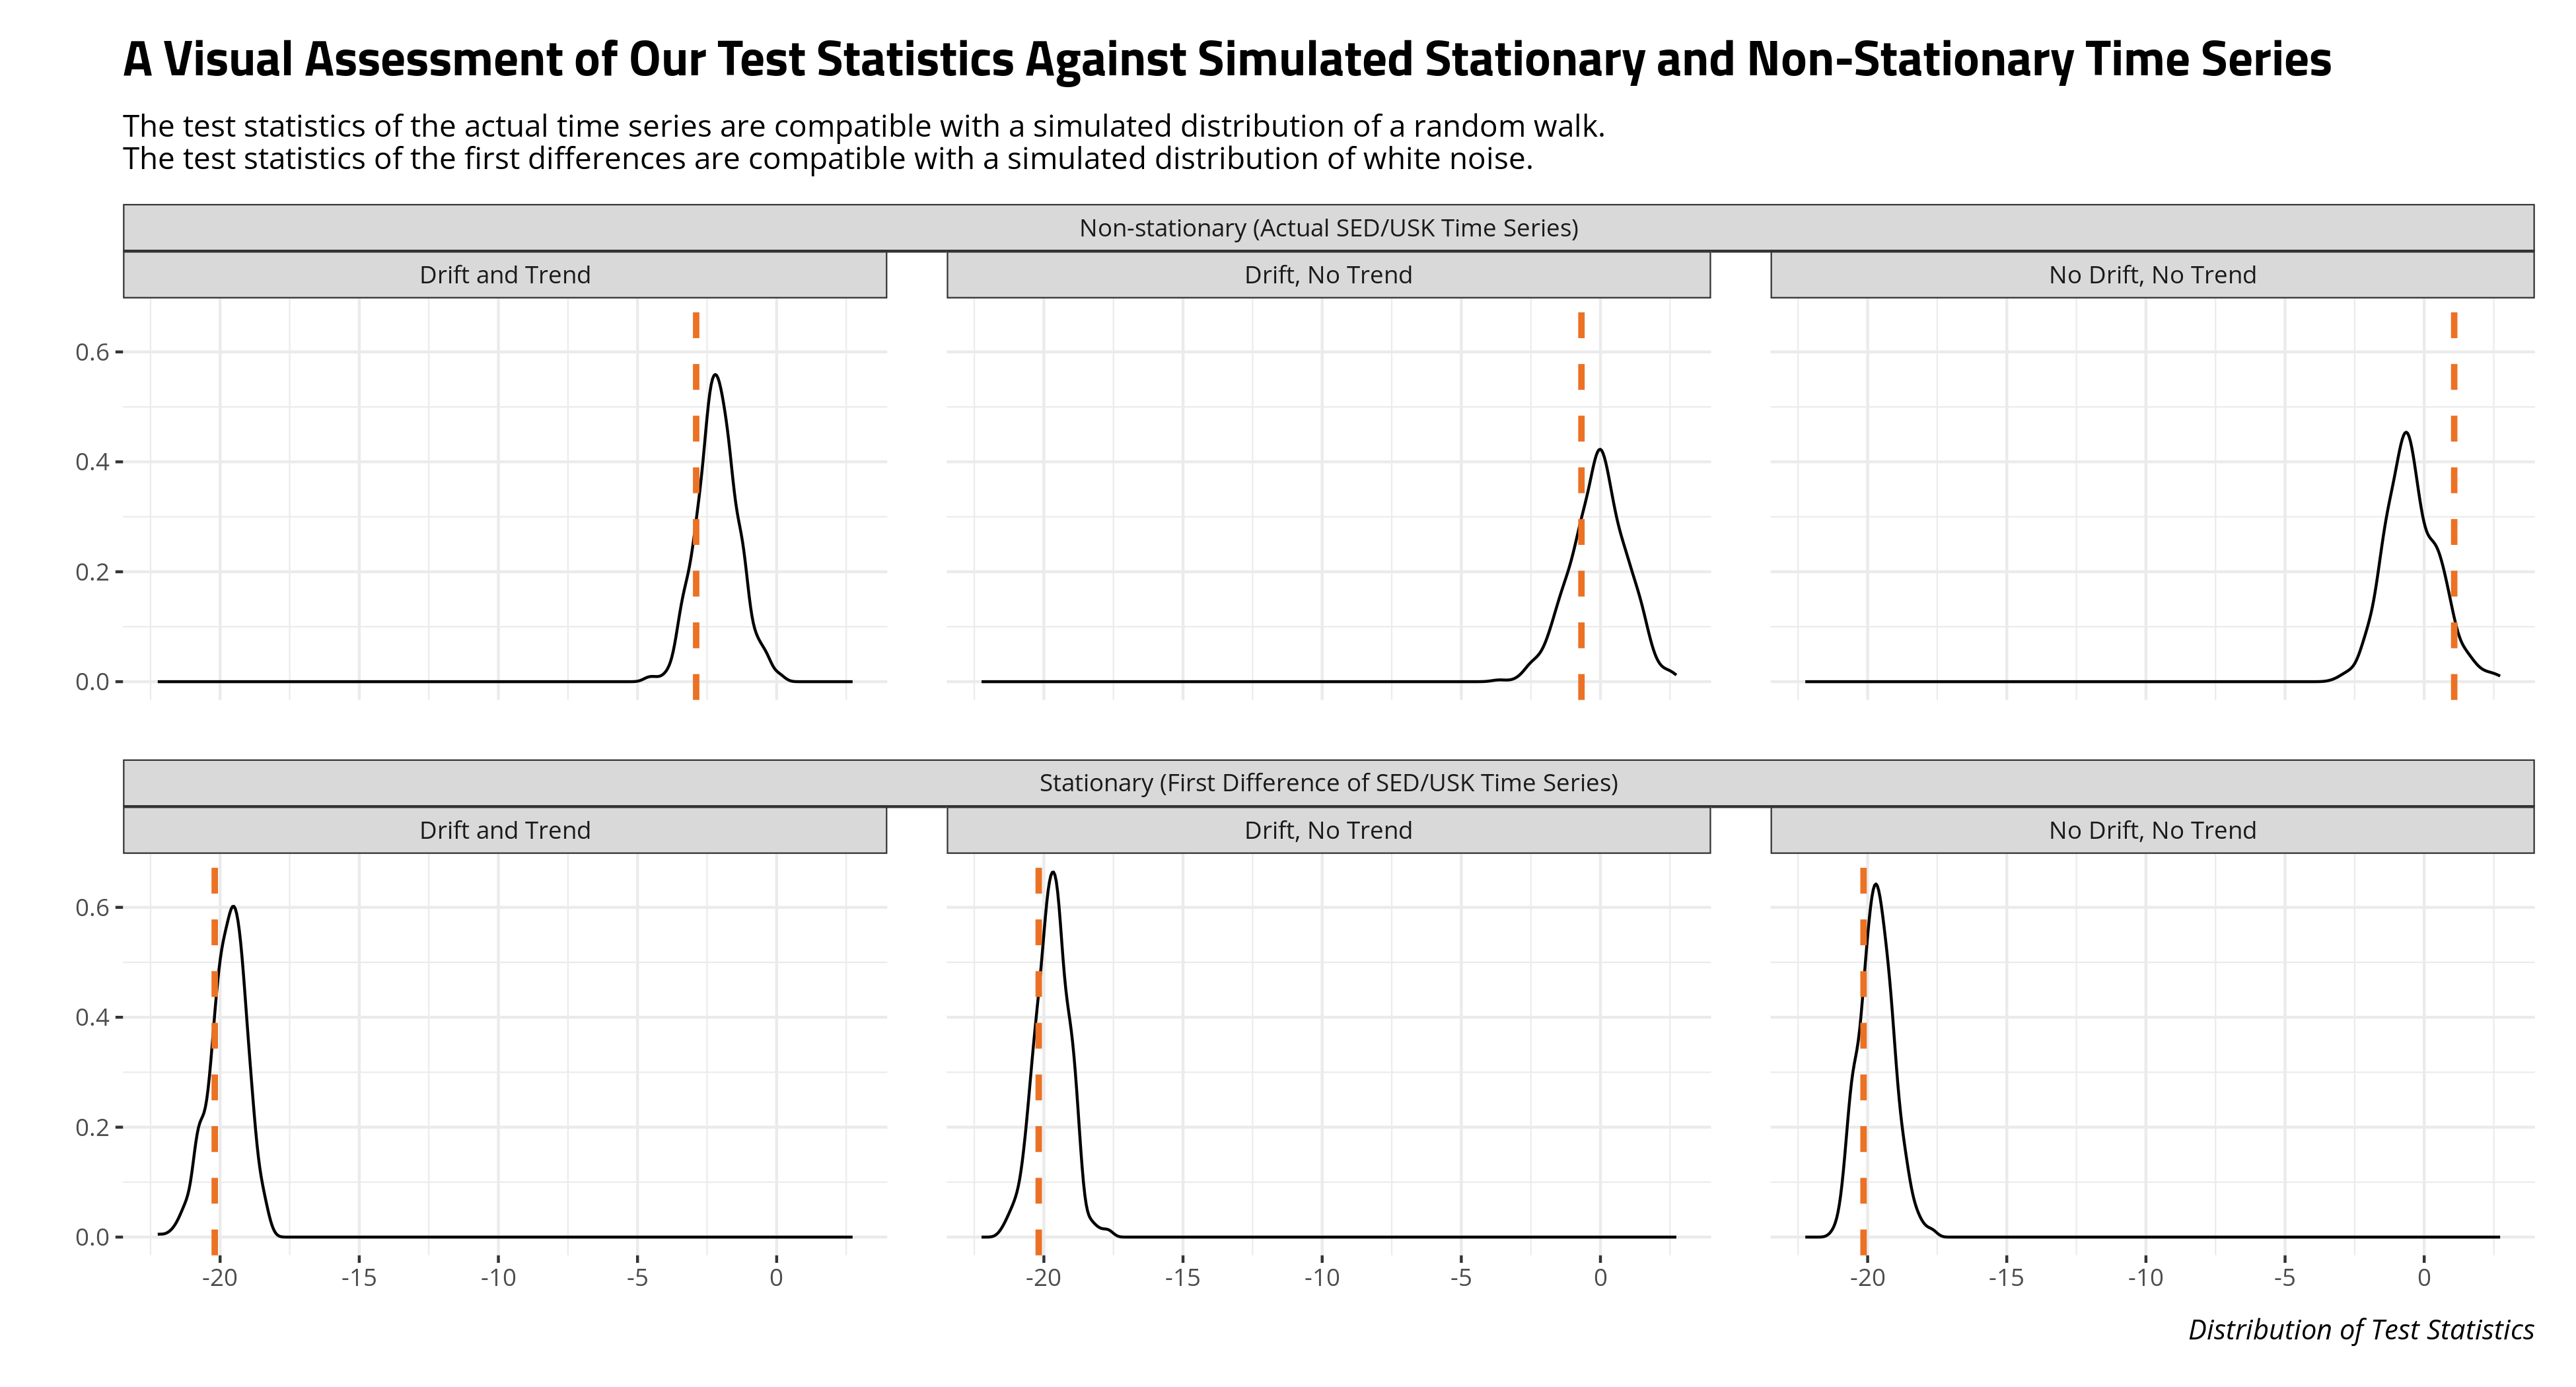 A Visual Assessment of Our Test Statistics Against Simulated Stationary and Non-Stationary Time Series
The test statistics of the actual time series are compatible with a simulated distribution of a random walk.
The test statistics of the first differences are compatible with a simulated distribution of white noise.
Non-stationary (Actual SED/USK Time Series)
Drift and Trend
Drift, No Trend
No Drift, No Trend
0.6
0.4
0.2
0.0
Stationary (First Difference of SED/USK Time Series)
Drift and Trend
Drift, No Trend
No Drift, No Trend
0.6
0.4
0.2
0.0
-20 -15 -10 -5 0
-20 -15 -10 -5 0
-20 -15 -10 -5 0
Distribution of Test Statistics